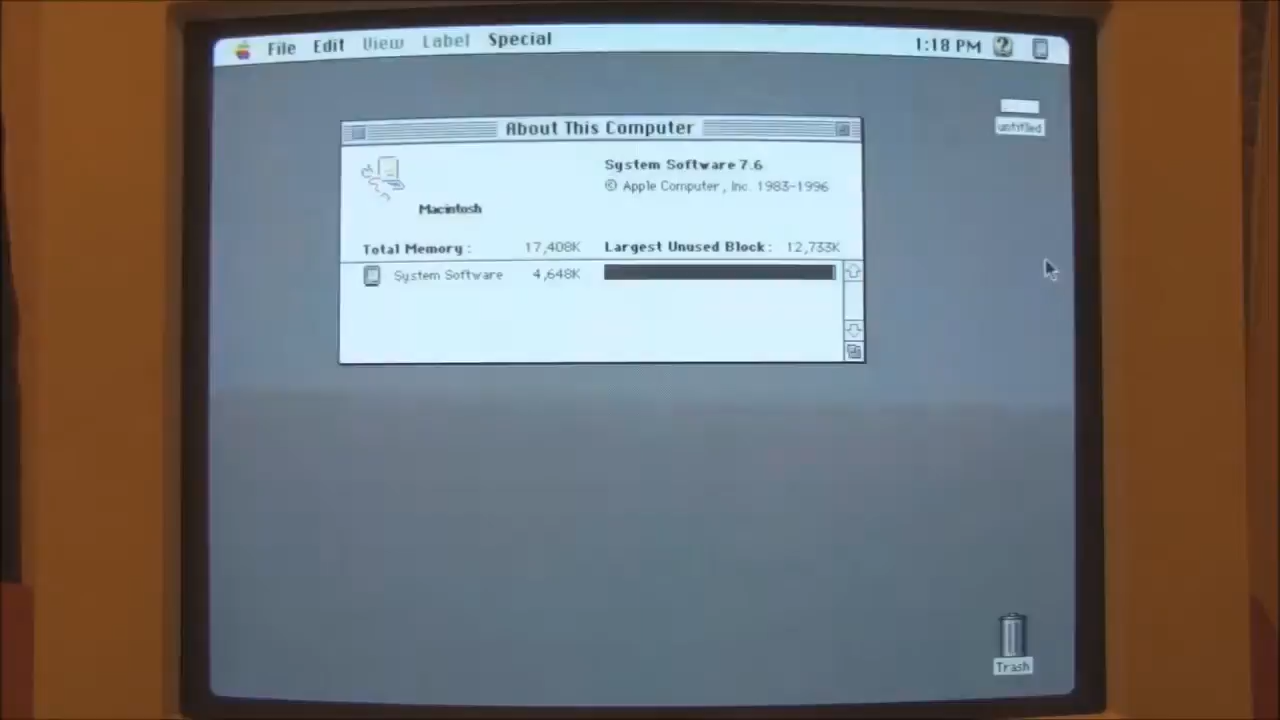 File Edit View Label Special 1:18 PM
untitled
About This Computer
System Software 7.6
© Apple Computer, Inc. 1983-1996
Macintosh
Total Memory : 17,408K Largest Unused Block : 12,733K
System Software 4,648K
Trash